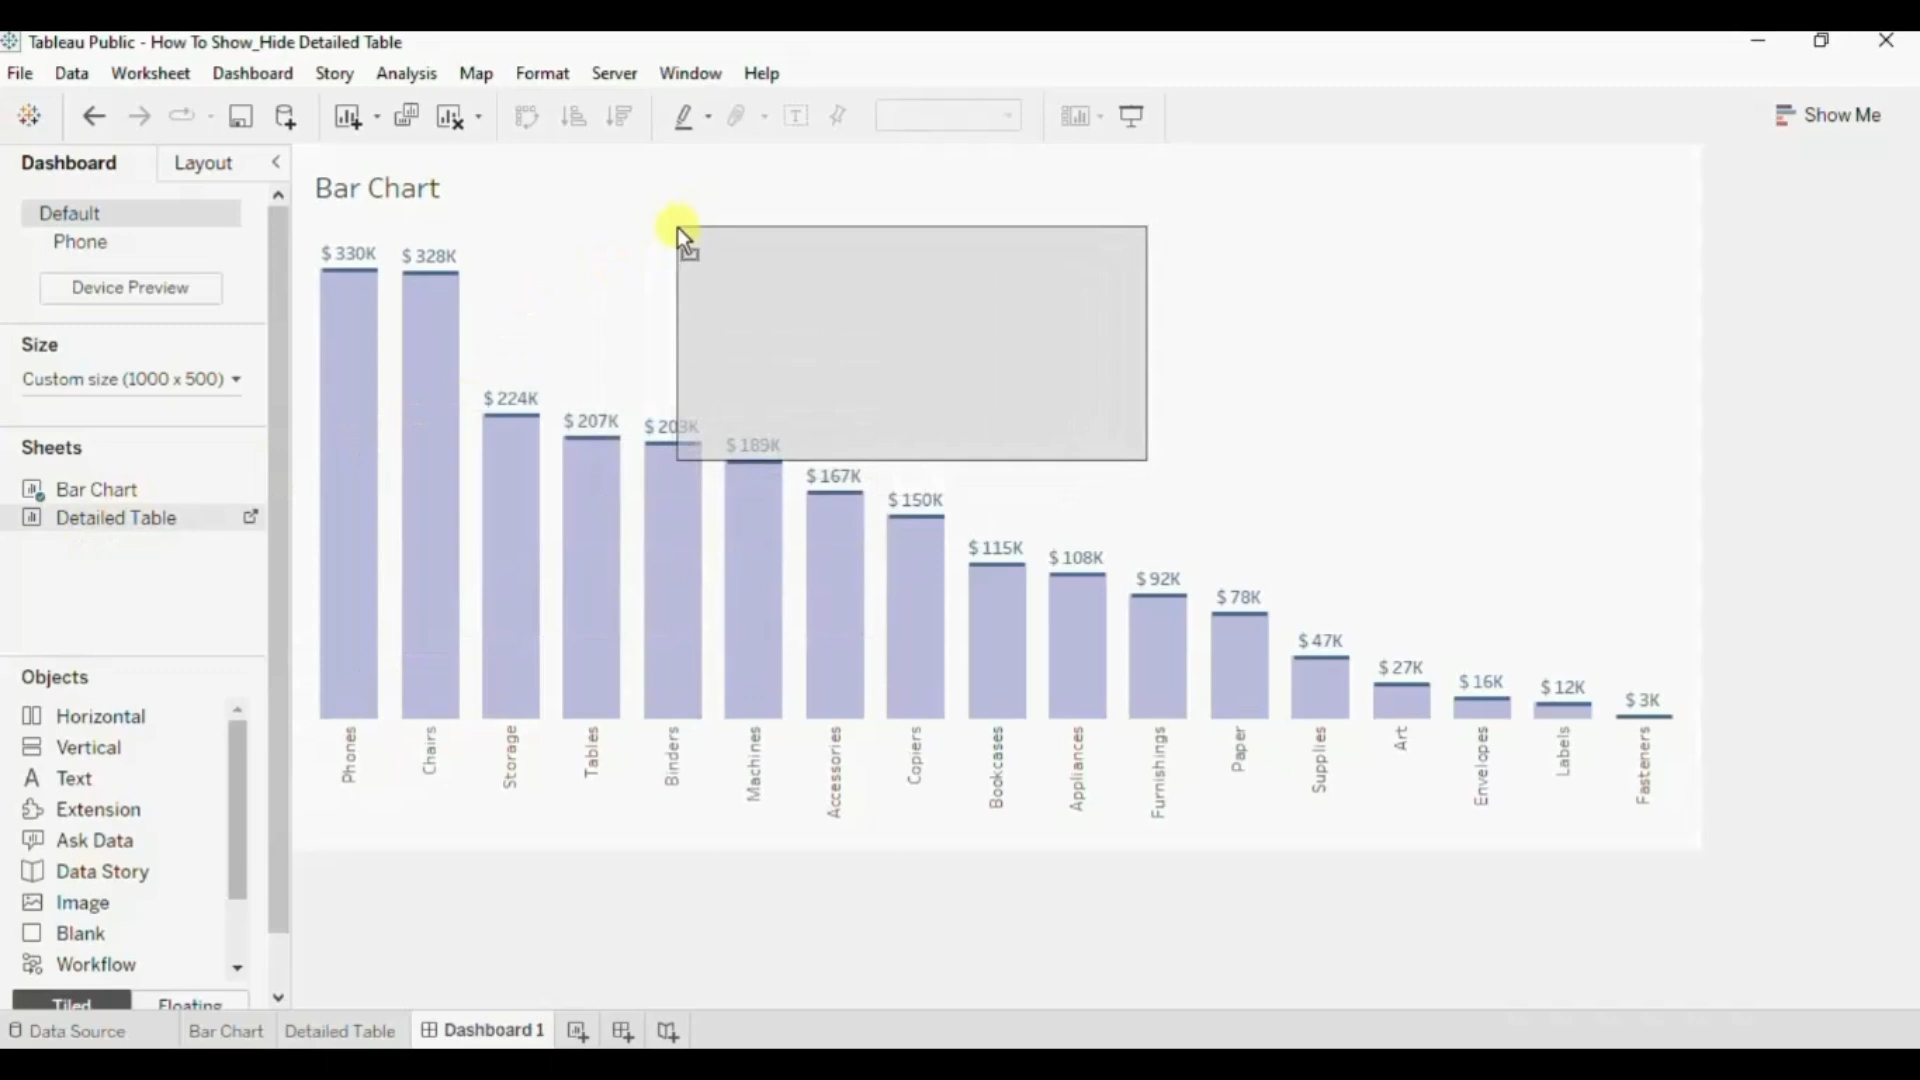 Tableau Public - How To Show_Hide Detailed Table
File Data Worksheet Dashboard Story Analysis Map Format Server Window Help
Show Me
Dashboard Layout
Default
Phone
Device Preview
Size
Custom size (1000 x 500)
Sheets
Bar Chart
Detailed Table
Objects
Horizontal
Vertical
Text
Extension
Ask Data
Data Story
Image
Blank
Workflow
Tiled Floating
Bar Chart
$ 330K
$ 328K
$ 224K
$ 207K
$ 203K
$ 189K
$ 167K
$ 150K
$ 115K
$ 108K
$ 92K
$ 78K
$ 47K
$ 27K
$ 16K
$ 12K
$ 3K
Phones
Chairs
Storage
Tables
Binders
Machines
Accessories
Copiers
Bookcases
Appliances
Furnishings
Paper
Supplies
Art
Envelopes
Labels
Fasteners
Data Source Bar Chart Detailed Table Dashboard 1